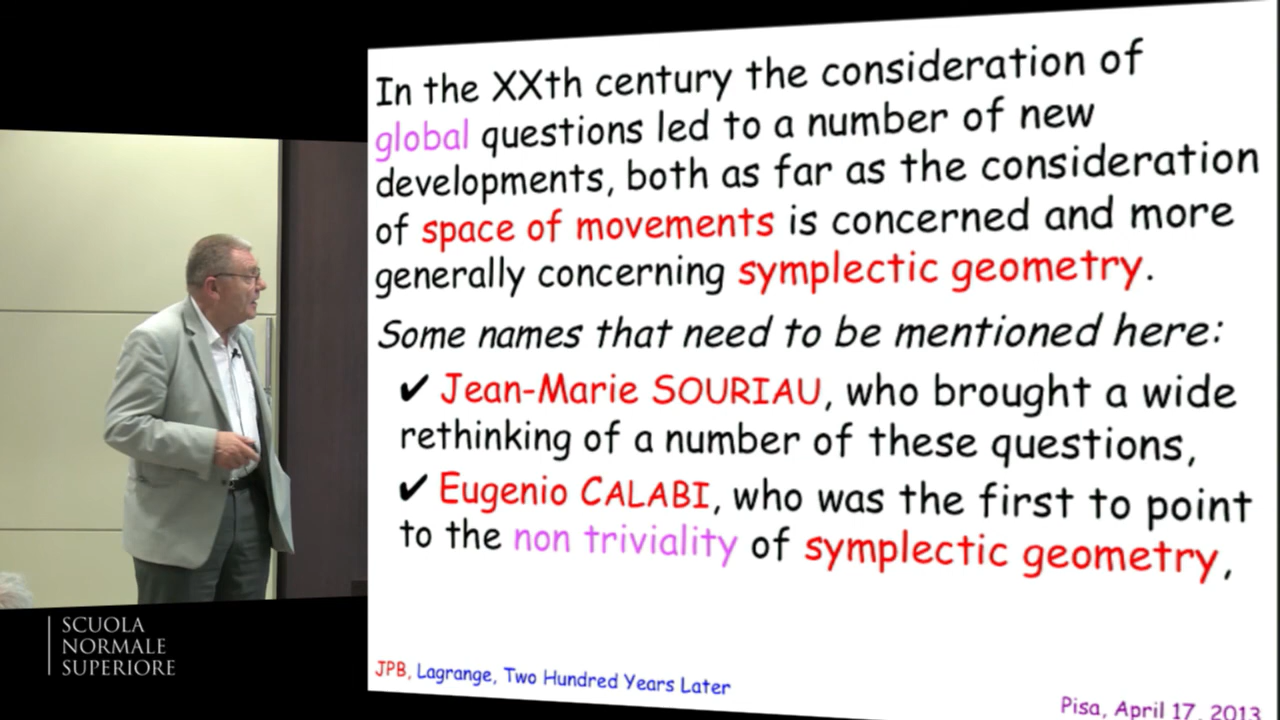 In the XXth century the consideration of
global questions led to a number of new
developments, both as far as the consideration
of space of movements is concerned and more
generally concerning symplectic geometry.
Some names that need to be mentioned here:
✔ Jean-Marie SOURIAU, who brought a wide
rethinking of a number of these questions,
✔ Eugenio CALABI, who was the first to point
to the non triviality of symplectic geometry,
JPB, Lagrange, Two Hundred Years Later
Pisa, April 17, 2013
SCUOLA
NORMALE
SUPERIORE